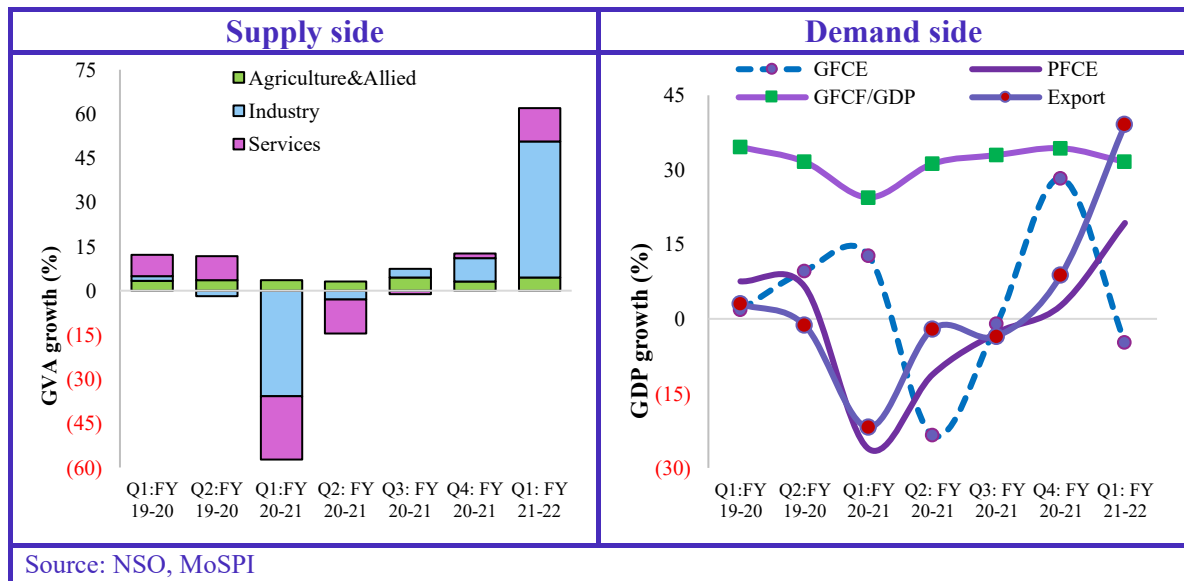 Supply side
75
60
45
30
15
0
(15)
(30)
(45)
(60)
GVA growth (%)
Agriculture&Allied
Industry
Services
Q1:FY 19-20
Q2:FY 19-20
Q1:FY 20-21
Q2: FY 20-21
Q3: FY 20-21
Q4: FY 20-21
Q1: FY 21-22
Demand side
GFCE
PFCE
GFCF/GDP
Export
45
30
15
0
(15)
(30)
GDP growth (%)
Q1:FY 19-20
Q2:FY 19-20
Q1:FY 20-21
Q2: FY 20-21
Q3: FY 20-21
Q4: FY 20-21
Q1: FY 21-22
Source: NSO, MoSPI